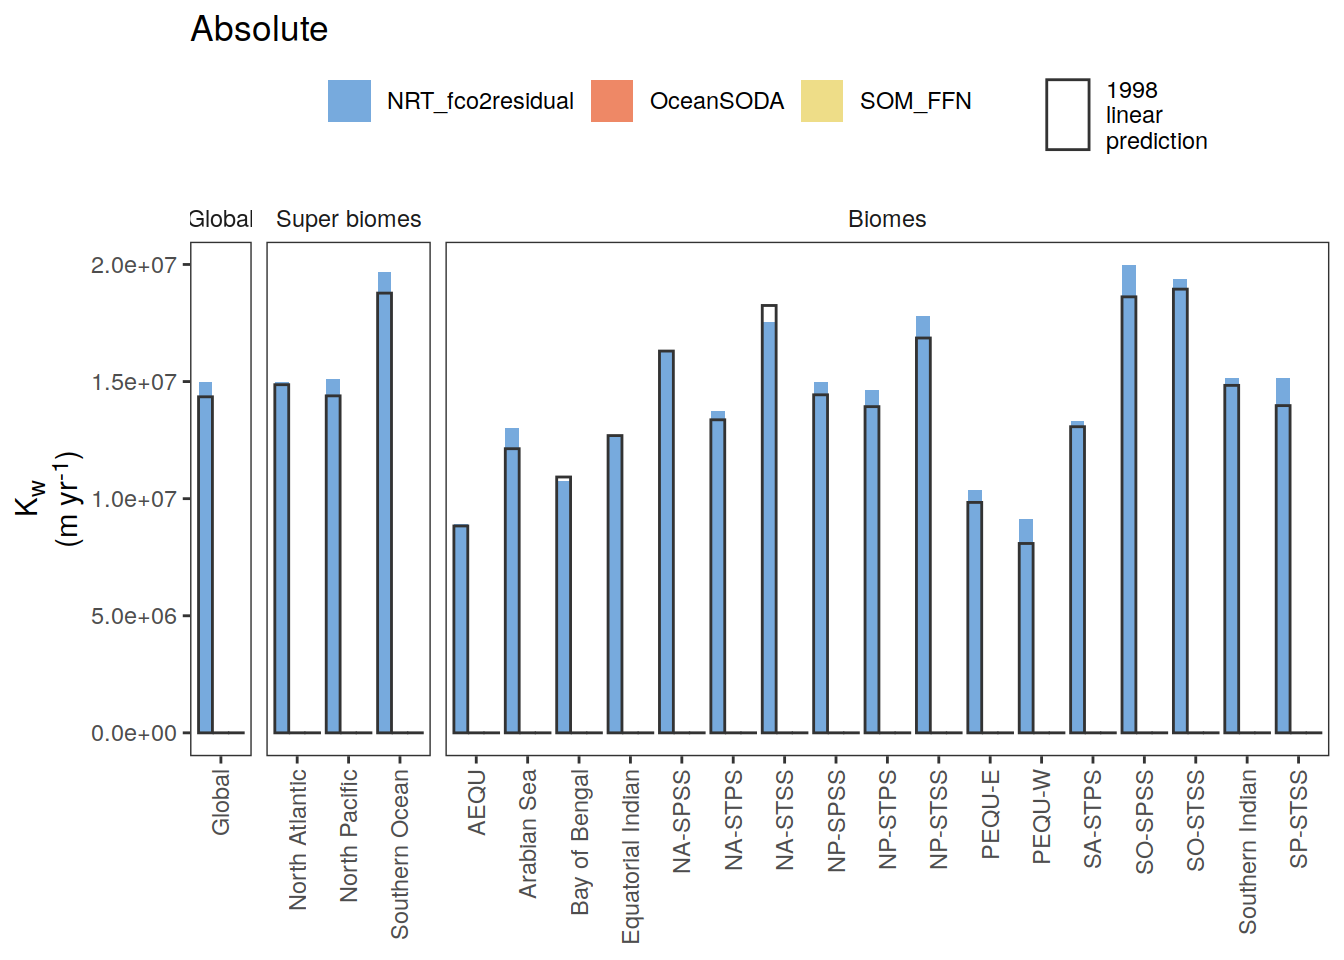 Absolute
NRT_fco2residual
OceanSODA
SOM_FFN
1998
linear
prediction
Global
Super biomes
Biomes
Kw
(m yr-1)
2.0e+07
1.5e+07
1.0e+07
5.0e+06
0.0e+00
Global
North Atlantic
North Pacific
Southern Ocean
AEQU
Arabian Sea
Bay of Bengal
Equatorial Indian
NA-SPSS
NA-STPS
NA-STSS
NP-SPSS
NP-STPS
NP-STSS
PEQU-E
PEQU-W
SA-STPS
SO-SPSS
SO-STSS
Southern Indian
SP-STSS